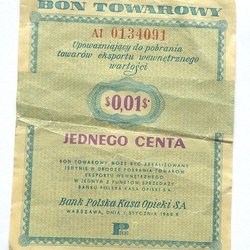 BON TOWAROWY
AI 0134091
Upoważniający do pobrania
towarów eksportu wewnętrznego
wartości
$0,01$
JEDNEGO CENTA
BON TOWAROWY MOŻE BYĆ ZREALIZOWANY
JEDYNIE W DRODZE POBRANIA TOWARÓW
EKSPORTU WEWNĘTRZNEGO
W JEDNYM Z PUNKTÓW SPRZEDAŻY
BANKU POLSKA KASA OPIEKI SA
Bank Polska Kasa Opieki SA
WARSZAWA, DNIA 1 STYCZNIA 1960 R.